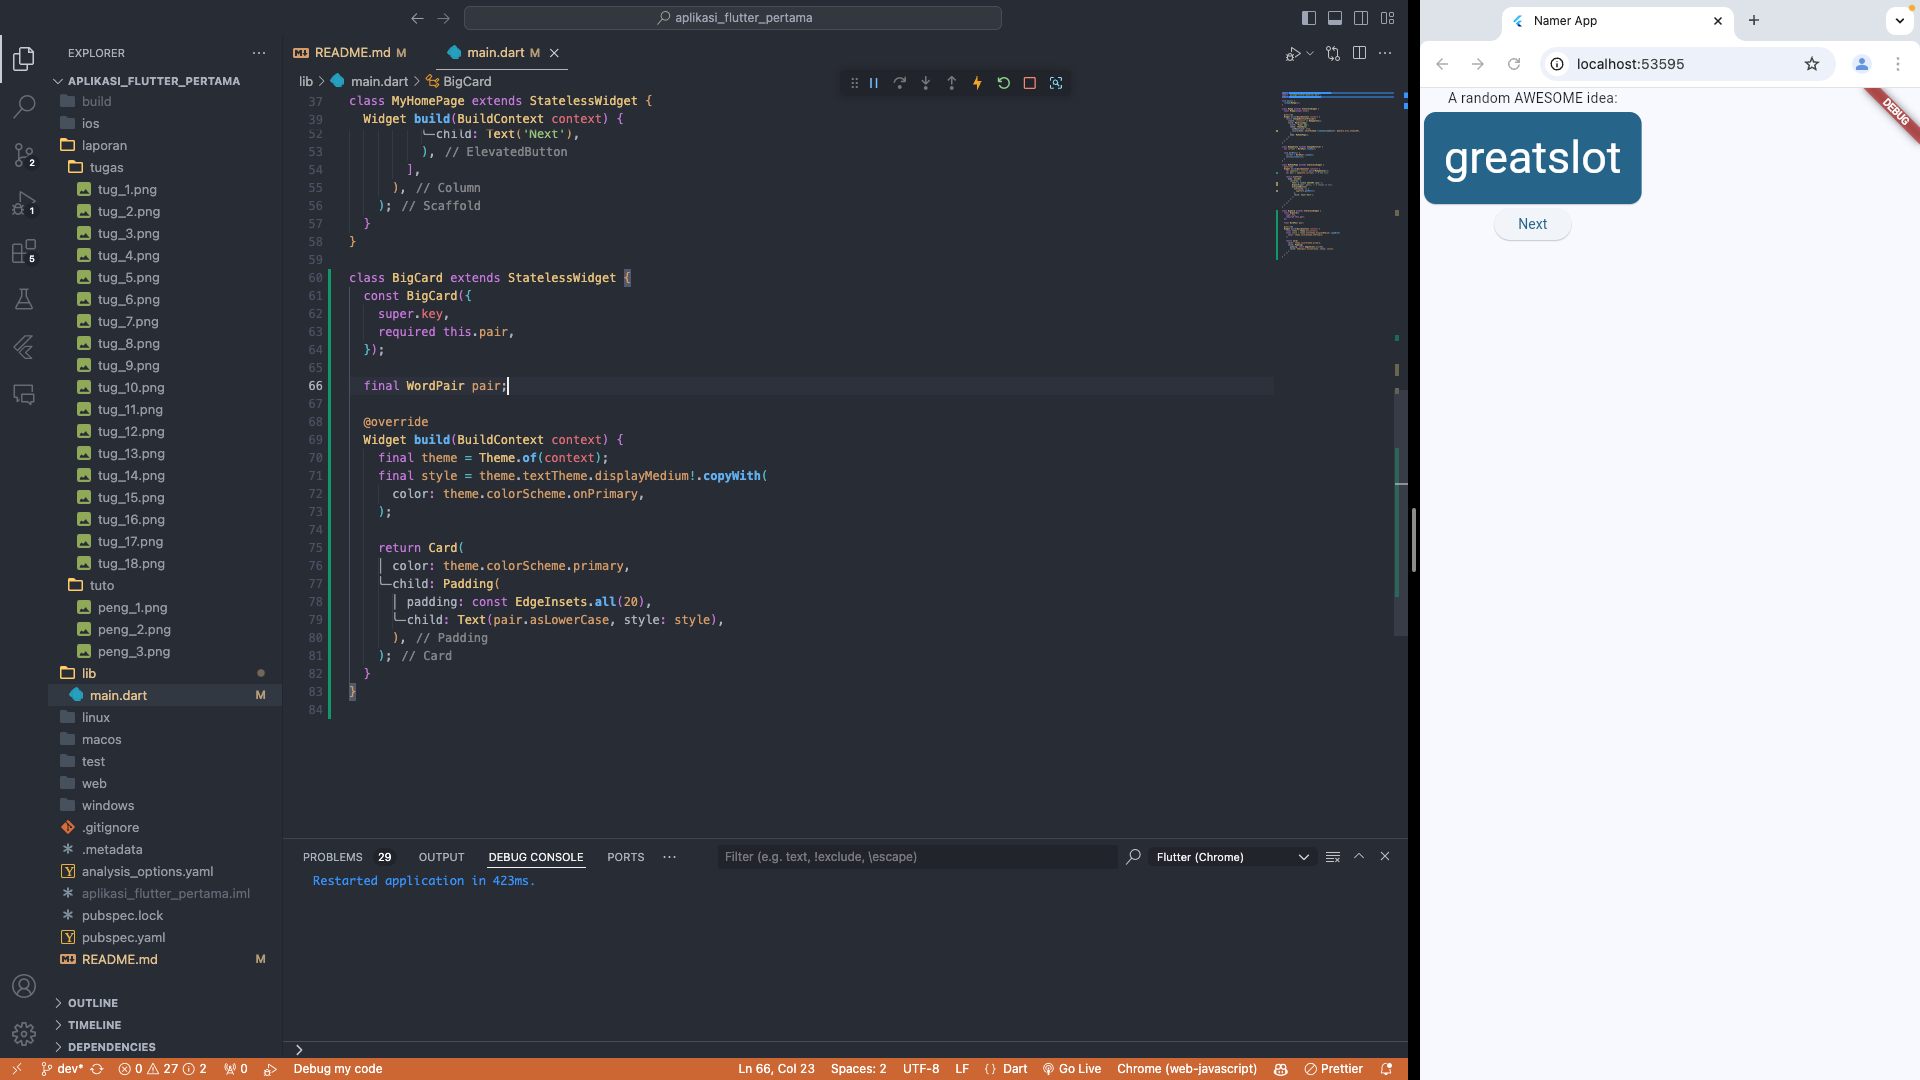 aplikasi_flutter_pertama
EXPLORER
APLIKASI_FLUTTER_PERTAMA
build
ios
laporan
tugas
tug_1.png
tug_2.png
tug_3.png
tug_4.png
tug_5.png
tug_6.png
tug_7.png
tug_8.png
tug_9.png
tug_10.png
tug_11.png
tug_12.png
tug_13.png
tug_14.png
tug_15.png
tug_16.png
tug_17.png
tug_18.png
tuto
peng_1.png
peng_2.png
peng_3.png
lib
main.dart M
linux
macos
test
web
windows
.gitignore
.metadata
analysis_options.yaml
aplikasi_flutter_pertama.iml
pubspec.lock
pubspec.yaml
README.md M
OUTLINE
TIMELINE
DEPENDENCIES
2
1
5
README.md M
main.dart M
lib > main.dart > BigCard
37 class MyHomePage extends StatelessWidget {
39 Widget build(BuildContext context) {
52 child: Text('Next'),
53 ), // ElevatedButton
54 ],
55 ), // Column
56 ); // Scaffold
57 }
58 }
59
60 class BigCard extends StatelessWidget {
61 const BigCard({
62 super.key,
63 required this.pair,
64 });
65
66 final WordPair pair;
67
68 @override
69 Widget build(BuildContext context) {
70 final theme = Theme.of(context);
71 final style = theme.textTheme.displayMedium!.copyWith(
72 color: theme.colorScheme.onPrimary,
73 );
74
75 return Card(
76 color: theme.colorScheme.primary,
77 child: Padding(
78 padding: const EdgeInsets.all(20),
79 child: Text(pair.asLowerCase, style: style),
80 ), // Padding
81 ); // Card
82 }
83 }
84
PROBLEMS 29 OUTPUT DEBUG CONSOLE PORTS
Filter (e.g. text, !exclude, \escape)
Flutter (Chrome)
Restarted application in 423ms.
dev* 0 27 2 0 Debug my code
Ln 66, Col 23 Spaces: 2 UTF-8 LF {} Dart Go Live Chrome (web-javascript) Prettier
Namer App
localhost:53595
A random AWESOME idea:
greatslot
Next
DEBUG